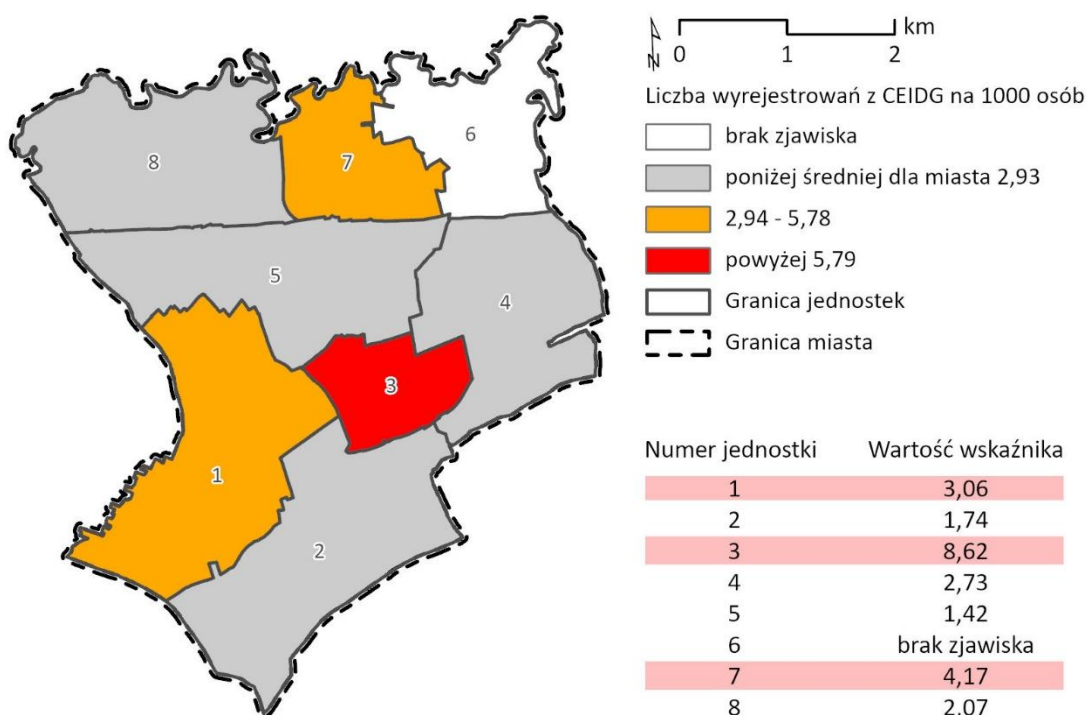 km
0 1 2
N
Liczba wyrejestrowań z CEIDG na 1000 osób
brak zjawiska
poniżej średniej dla miasta 2,93
2,94 - 5,78
powyżej 5,79
Granica jednostek
Granica miasta
6
8
7
5
4
3
1
2
Numer jednostki Wartość wskaźnika
1 3,06
2 1,74
3 8,62
4 2,73
5 1,42
6 brak zjawiska
7 4,17
8 2,07